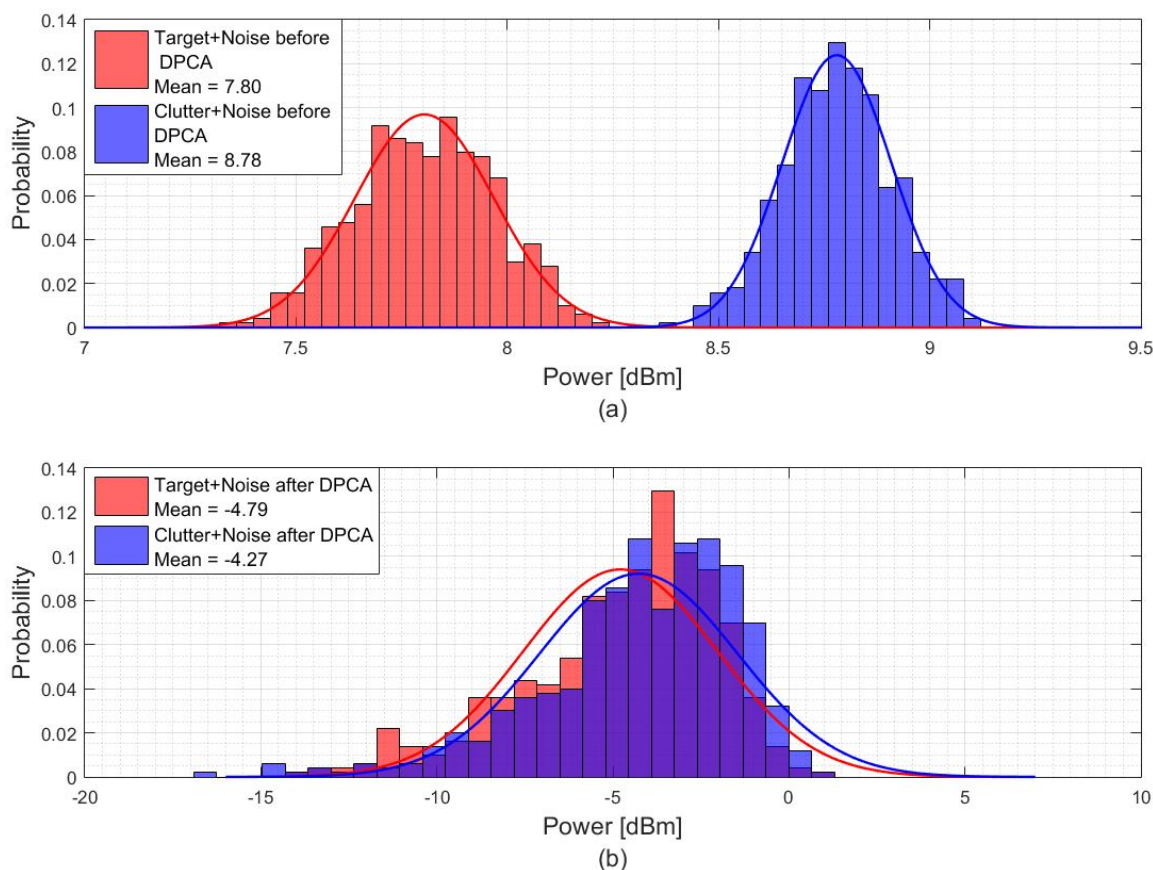 0.14
0.12
0.1
0.08
0.06
0.04
0.02
0
Probability
Target+Noise before
DPCA
Mean = 7.80
Clutter+Noise before
DPCA
Mean = 8.78
7 7.5 8 8.5 9 9.5
Power [dBm]
(a)
0.14
0.12
0.1
0.08
0.06
0.04
0.02
0
Probability
Target+Noise after DPCA
Mean = -4.79
Clutter+Noise after DPCA
Mean = -4.27
-20 -15 -10 -5 0 5 10
Power [dBm]
(b)